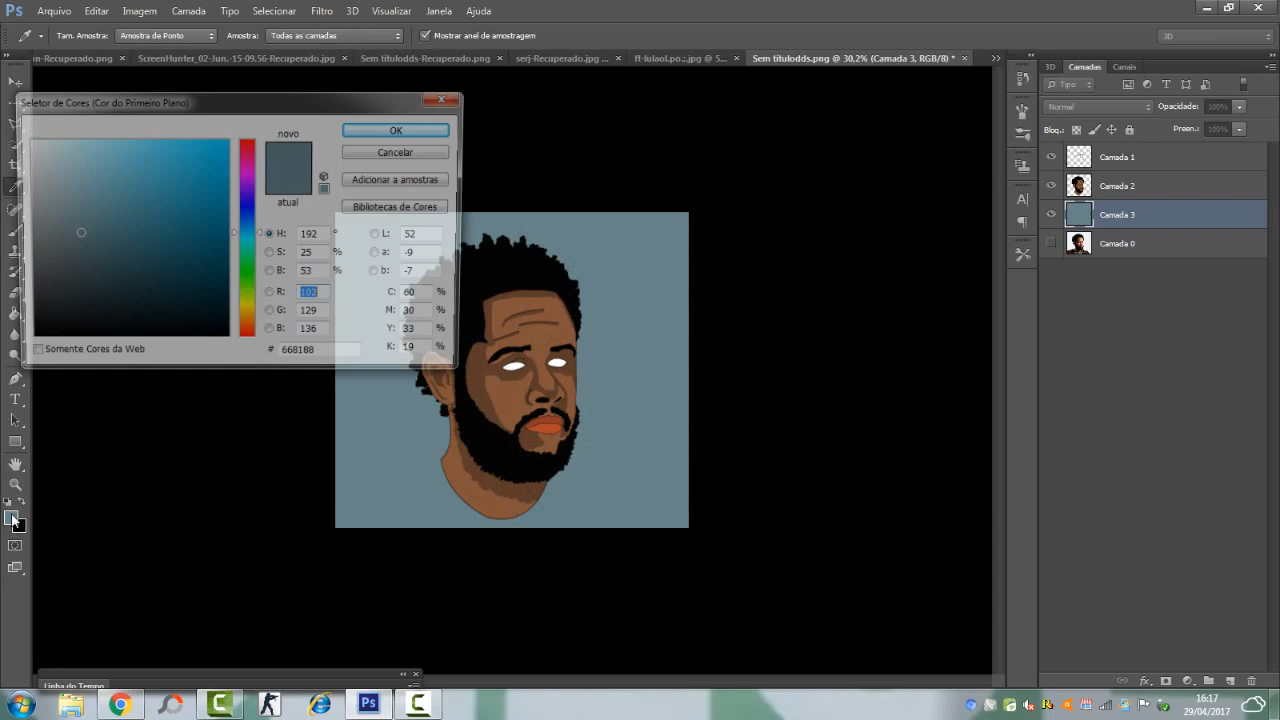 Ps Arquivo Editar Imagem Camada Tipo Selecionar Filtro 3D Visualizar Janela Ajuda
Tam. Amostra: Amostra de Ponto Amostra: Todas as camadas Mostrar anel de amostragem 3D
n-Recuperado.png × ScreenHunter_02-Jun.-15-09.56-Recuperado.png × Sem titulodds-Recuperado.png × serj-Recuperado.jpg ... × ft-lulaol.po.;.jpg @ 5... × Sem titulodds.png @ 30,2% (Camada 3, RGB/8) * ×
3D Camadas Canais
Tipo
Normal Opacidade: 100%
Bloq.: Preen.: 100%
Camada 1
Camada 2
Camada 3
Camada 0
Seletor de Cores (Cor do Primeiro Plano)
novo
atual
OK
Cancelar
Adicionar a amostras
Bibliotecas de Cores
H: 192 ° L: 52
S: 25 % a: -9
B: 53 % b: -7
R: 102 C: 60 %
G: 129 M: 30 %
B: 136 Y: 33 %
# 668188 K: 19 %
Somente Cores da Web
Linha do Tempo
16:17
29/04/2017